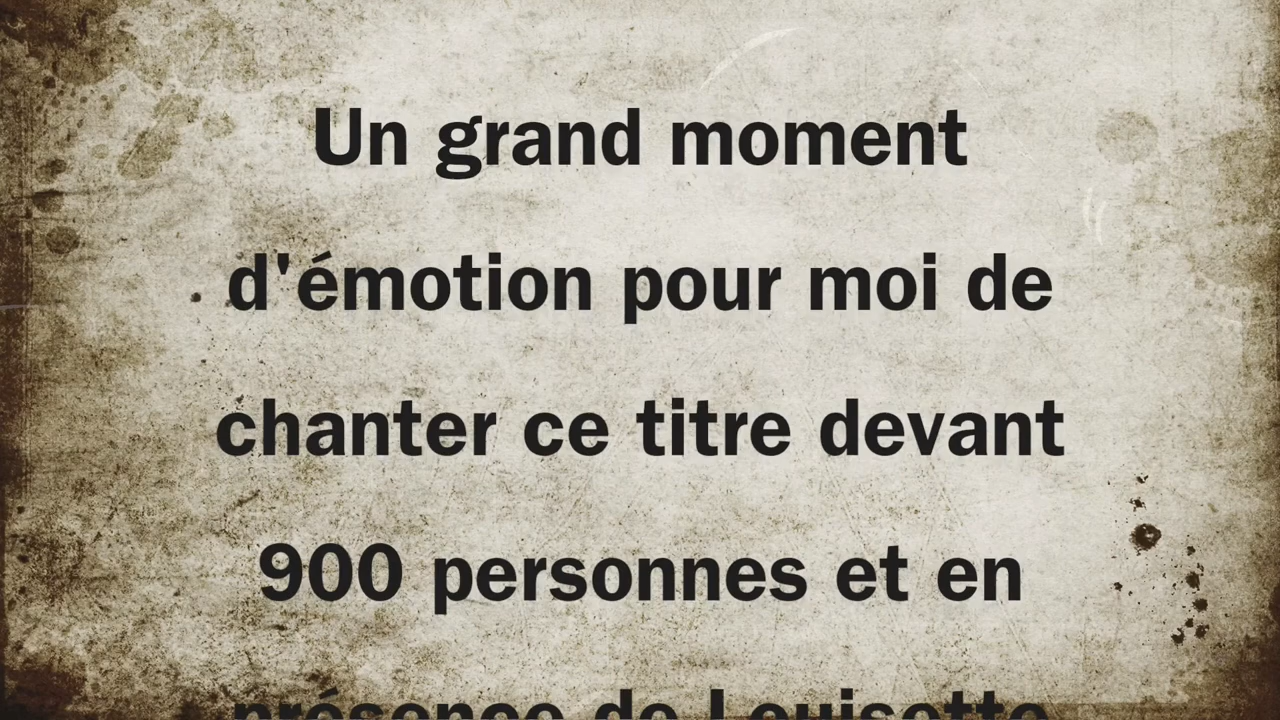 Un grand moment
d'émotion pour moi de
chanter ce titre devant
900 personnes et en
présence de Louisette